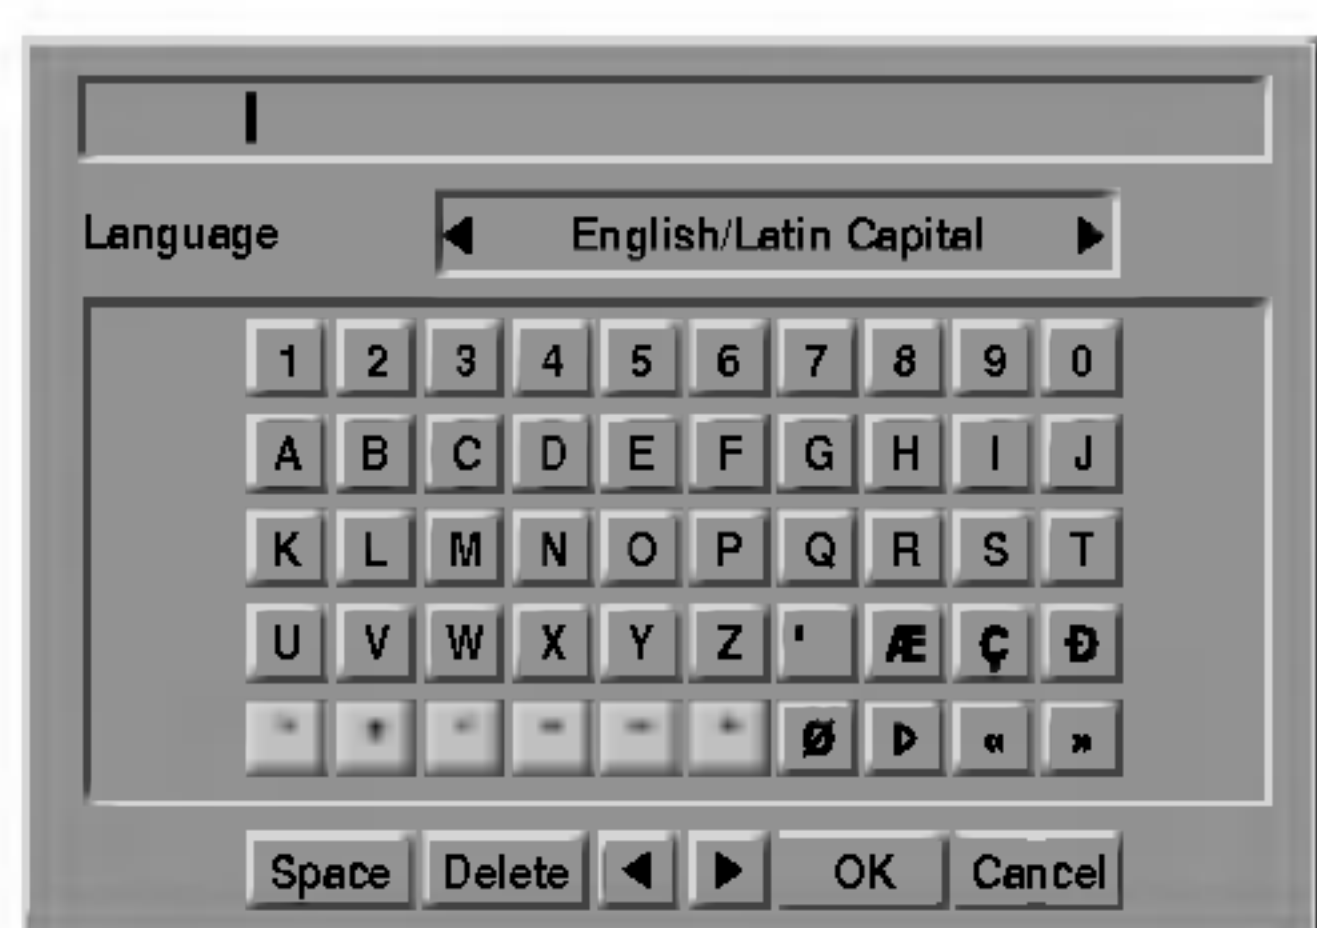 Language ◀ English/Latin Capital ▶
1 2 3 4 5 6 7 8 9 0
A B C D E F G H I J
K L M N O P Q R S T
U V W X Y Z ' Æ Ç Ð
Ø Þ « »
Space Delete ◀ ▶ OK Cancel